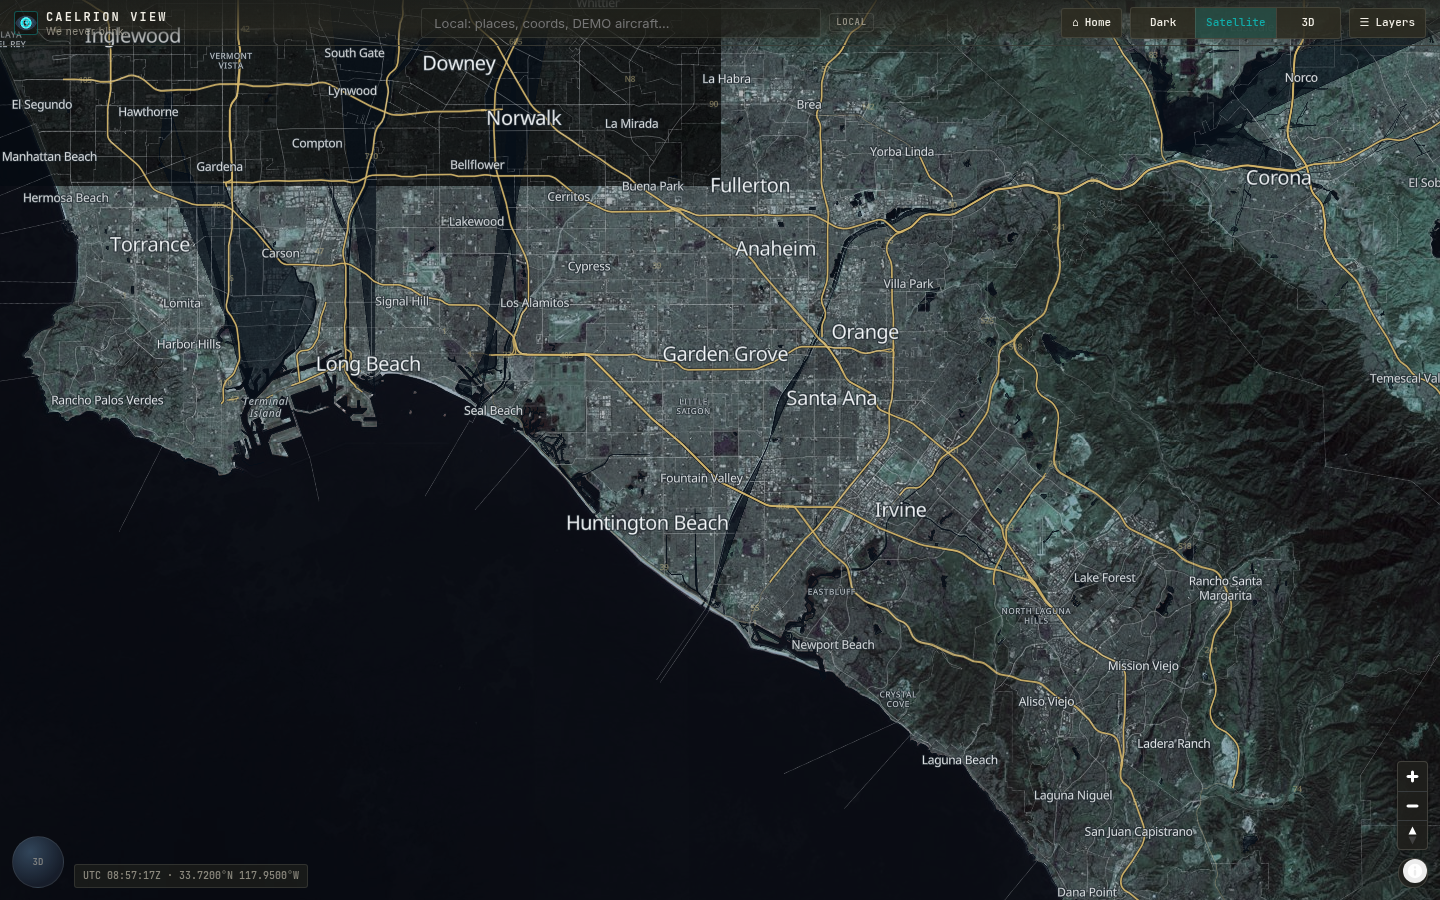 CAELRION VIEW
Local: places, coords, DEMO aircraft...
LOCAL
⌂ Home
Dark
Satellite
3D
☰ Layers
Whittier
Inglewood
South Gate
VERMONT
VISTA
Downey
La Habra
Norco
Lynwood
El Segundo
Hawthorne
Norwalk
La Mirada
Brea
Compton
Manhattan Beach
Gardena
Bellflower
Yorba Linda
Corona
Hermosa Beach
Buena Park
Fullerton
Cerritos
Lakewood
Torrance
Carson
Anaheim
Cypress
Villa Park
Lomita
Signal Hill
Los Alamitos
Orange
Harbor Hills
Long Beach
Garden Grove
Temescal Val
Rancho Palos Verdes
Terminal
Island
Seal Beach
LITTLE
SAIGON
Santa Ana
Fountain Valley
Huntington Beach
Irvine
Lake Forest
Rancho Santa
Margarita
EASTBLUFF
NORTH LAGUNA
HILLS
Newport Beach
Mission Viejo
CRYSTAL
COVE
Aliso Viejo
Ladera Ranch
Laguna Beach
Laguna Niguel
San Juan Capistrano
Dana Point
3D
UTC 08:57:17Z · 33.7200°N 117.9500°W